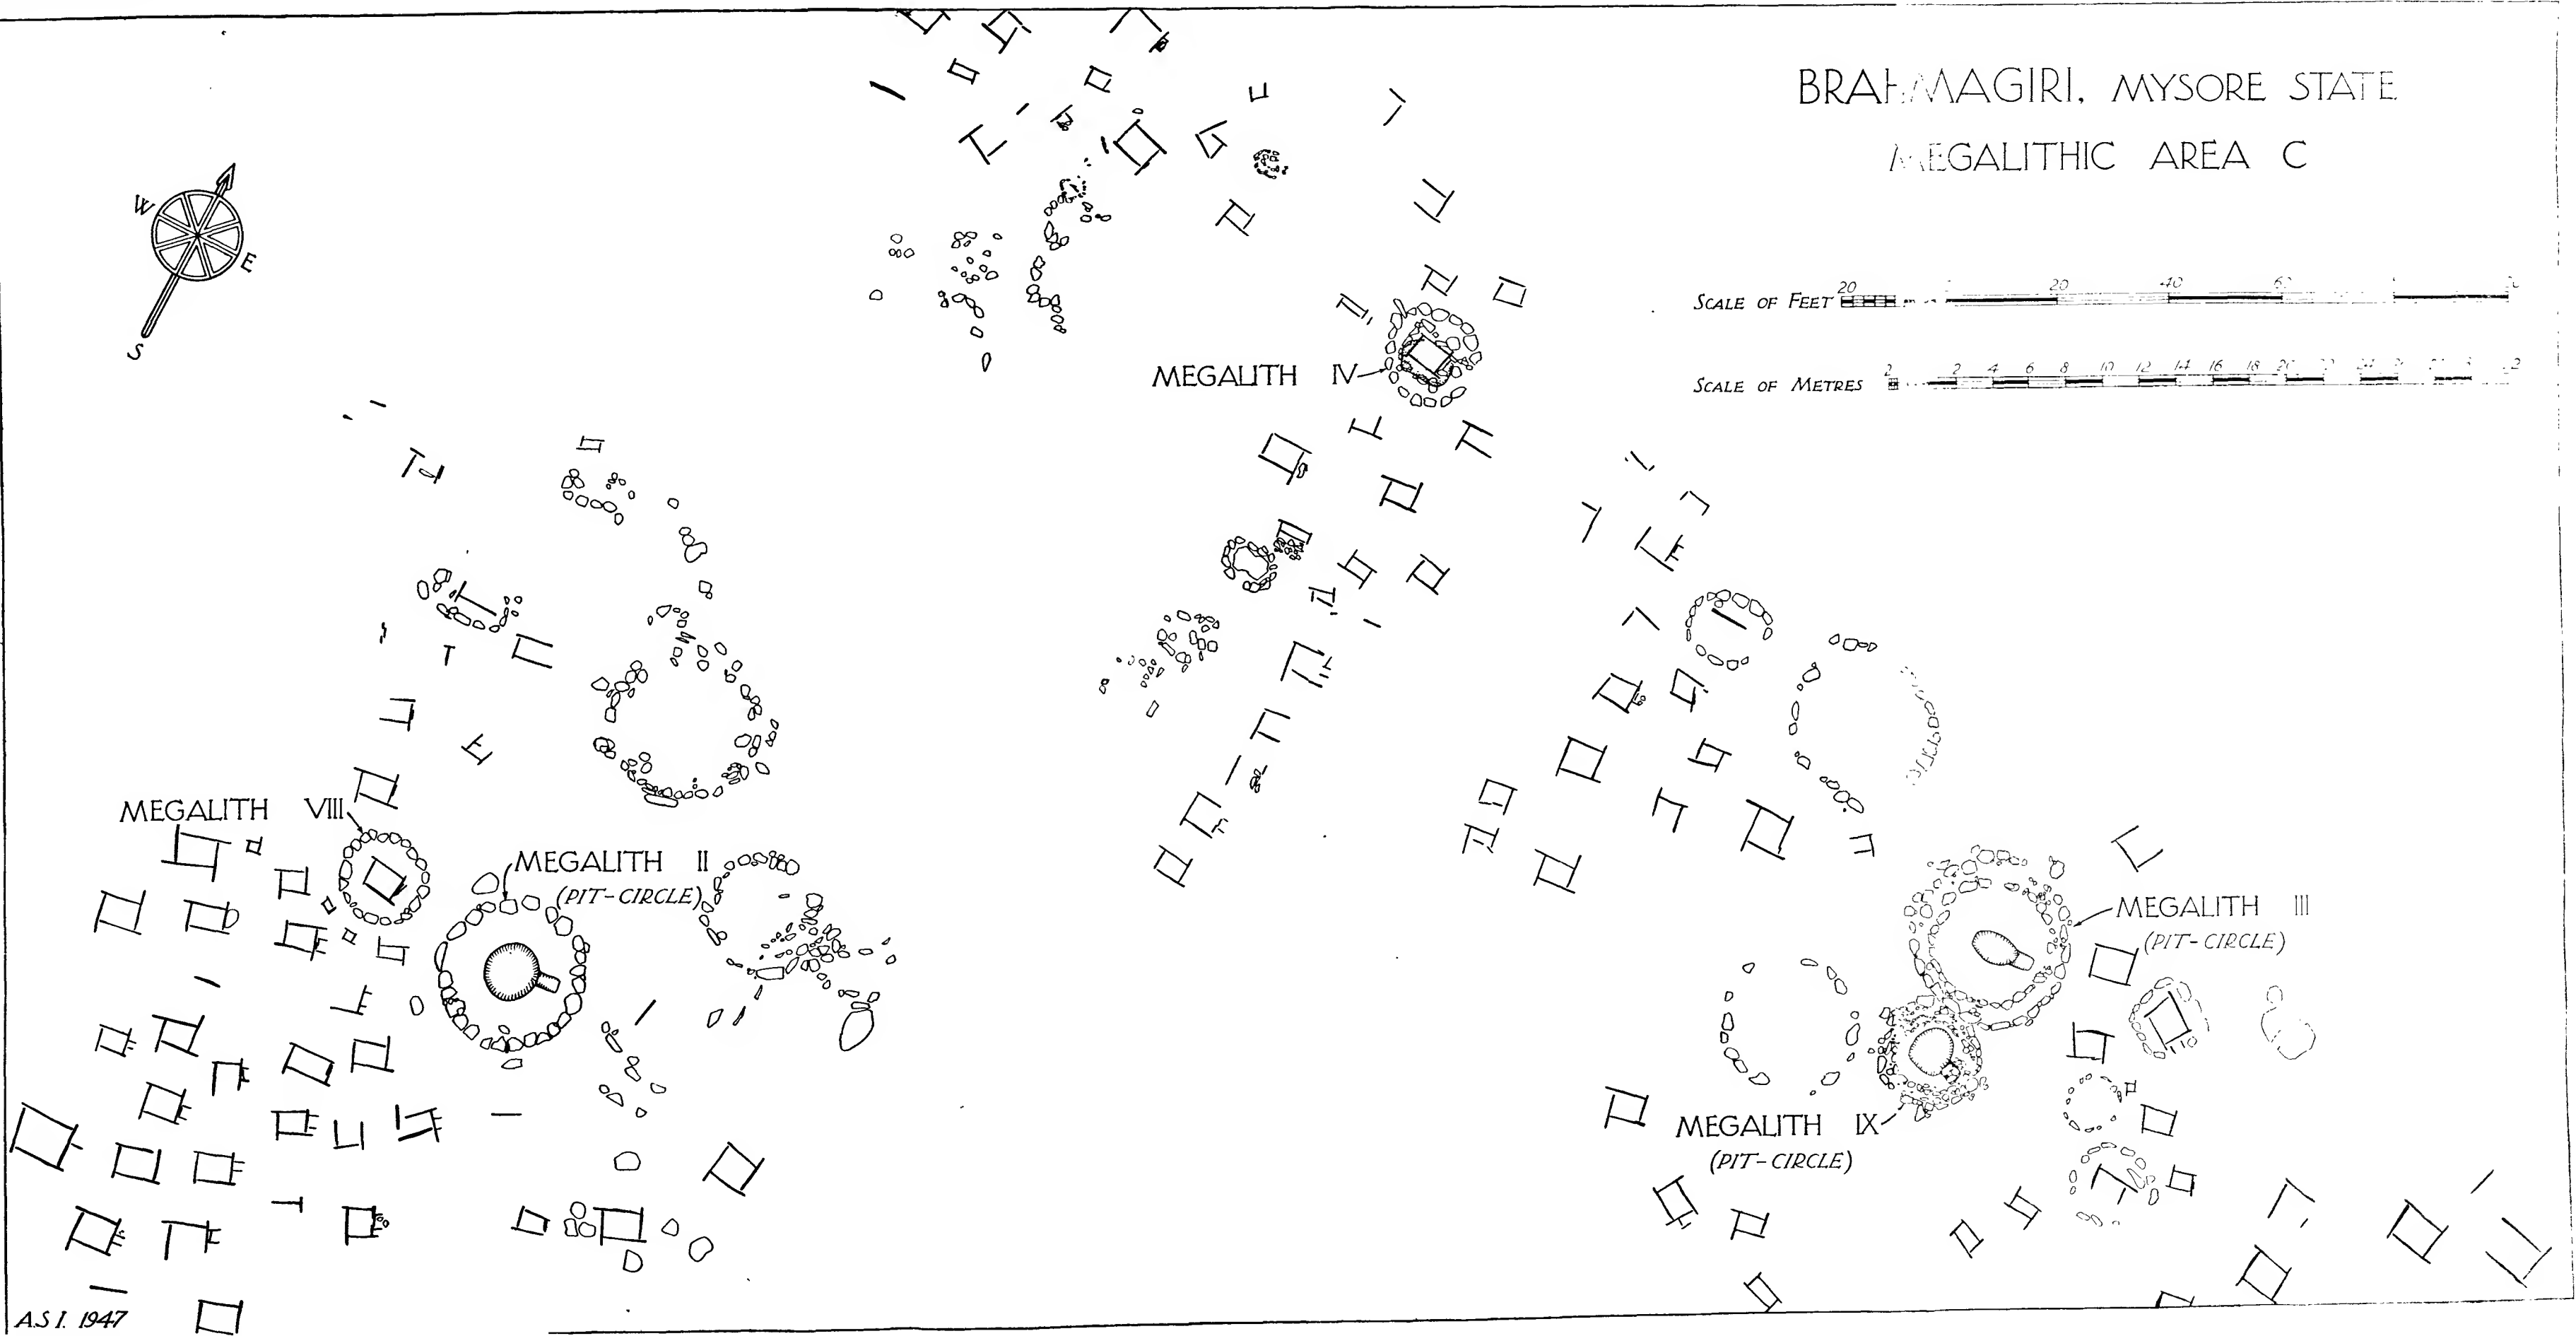 BRAHMAGIRI, MYSORE STATE
MEGALITHIC AREA C
W
E
S
SCALE OF FEET 20 20 40
SCALE OF METRES 2 2 4 6 8 10 12 14 16 18
MEGALITH IV
MEGALITH VIII
MEGALITH II
(PIT-CIRCLE)
MEGALITH III
(PIT-CIRCLE)
MEGALITH IX
(PIT-CIRCLE)
A.S.I. 1947